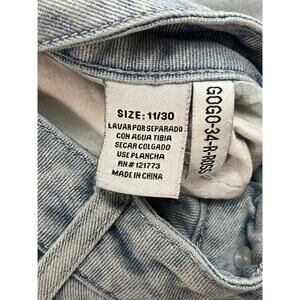 SIZE: 11/30
LAVAR POR SEPARADO
CON AGUA TIBIA
SECAR COLGADO
USE PLANCHA
RN# 121773
MADE IN CHINA
GOGO-34-R-RUSS